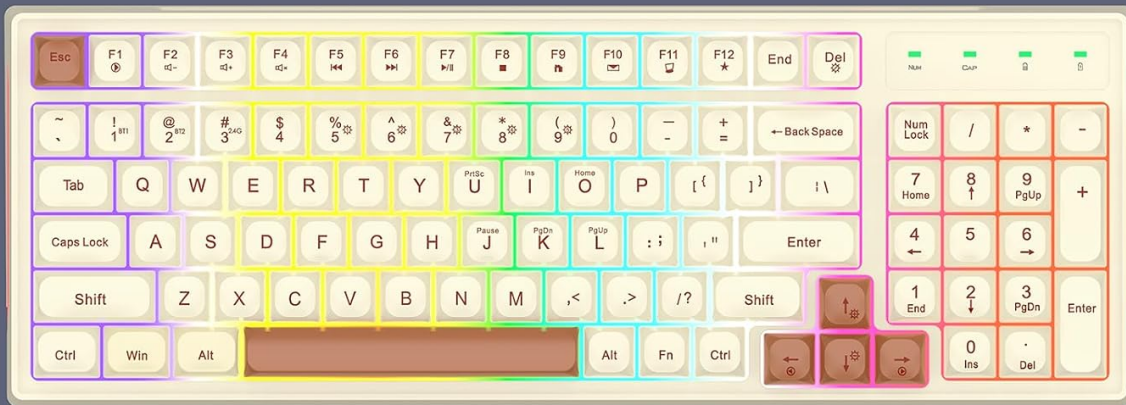 Esc F1 F2 F3 F4 F5 F6 F7 F8 F9 F10 F11 F12 End Del
NUM CAP
~ ! @ # $ % ^ & * ( ) — +
` 1 BT1 2 BT2 3 2.4G 4 5 6 7 8 9 0 - = ←Back Space
Num Lock / * -
Tab Q W E R T Y PrtSc U Ins I Home O P [ { ] } ¦ \
7 Home 8 ↑ 9 PgUp +
Caps Lock A S D F G H Pause J PgDn K PgUp L : ; , " Enter
4 ← 5 6 →
Shift Z X C V B N M ,< .> /? Shift ↑
1 End 2 ↓ 3 PgDn Enter
Ctrl Win Alt Alt Fn Ctrl ← ↓ →
0 Ins . Del